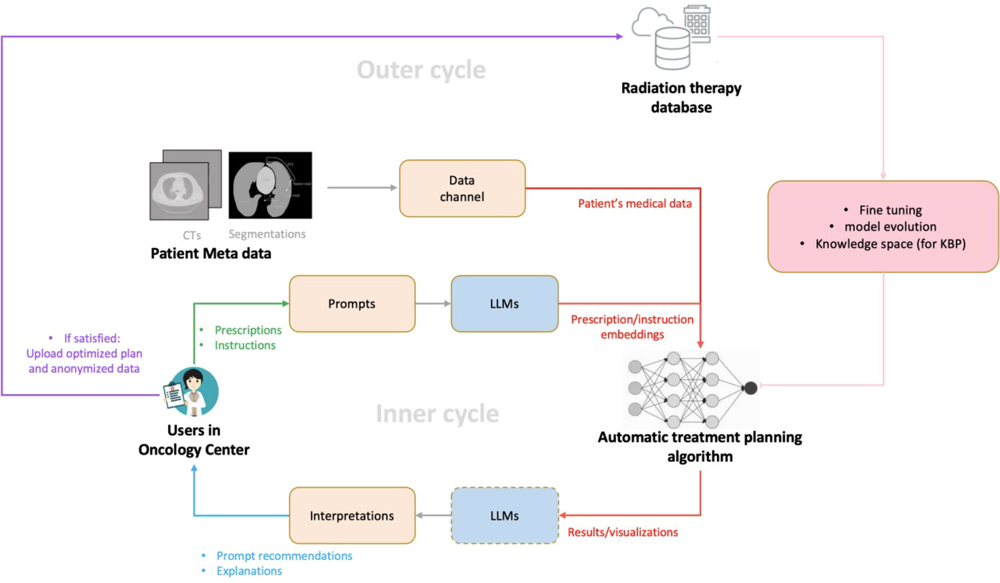 Outer cycle
Radiation therapy
database
Data
channel
Patient's medical data
CTs
Segmentations
Patient Meta data
• Fine tuning
• model evolution
• Knowledge space (for KBP)
Prompts
LLMs
Prescription/instruction
embeddings
• Prescriptions
• Instructions
• If satisfied:
Upload optimized plan
and anonymized data
Inner cycle
Users in
Oncology Center
Automatic treatment planning
algorithm
Interpretations
LLMs
Results/visualizations
• Prompt recommendations
• Explanations